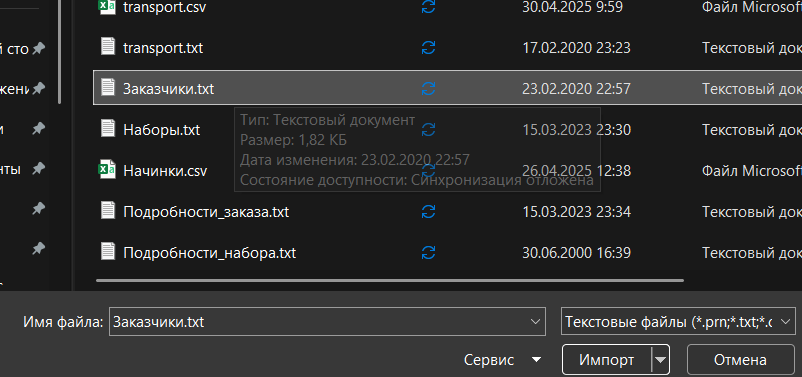 transport.csv 30.04.2025 9:59 Файл Microsoft
й сто transport.txt 17.02.2020 23:23 Текстовый док
жени Заказчики.txt 23.02.2020 22:57 Текстовый док
и Наборы.txt 15.03.2023 23:30 Текстовый док
Тип: Текстовый документ
Размер: 1,82 КБ
Дата изменения: 23.02.2020 22:57
Состояние доступности: Синхронизация отложена
нты Начинки.csv 26.04.2025 12:38 Файл Microsoft
Подробности_заказа.txt 15.03.2023 23:34 Текстовый док
Подробности_набора.txt 30.06.2000 16:39 Текстовый док
Имя файла: Заказчики.txt Текстовые файлы (*.prn;*.txt;*.c
Сервис Импорт Отмена